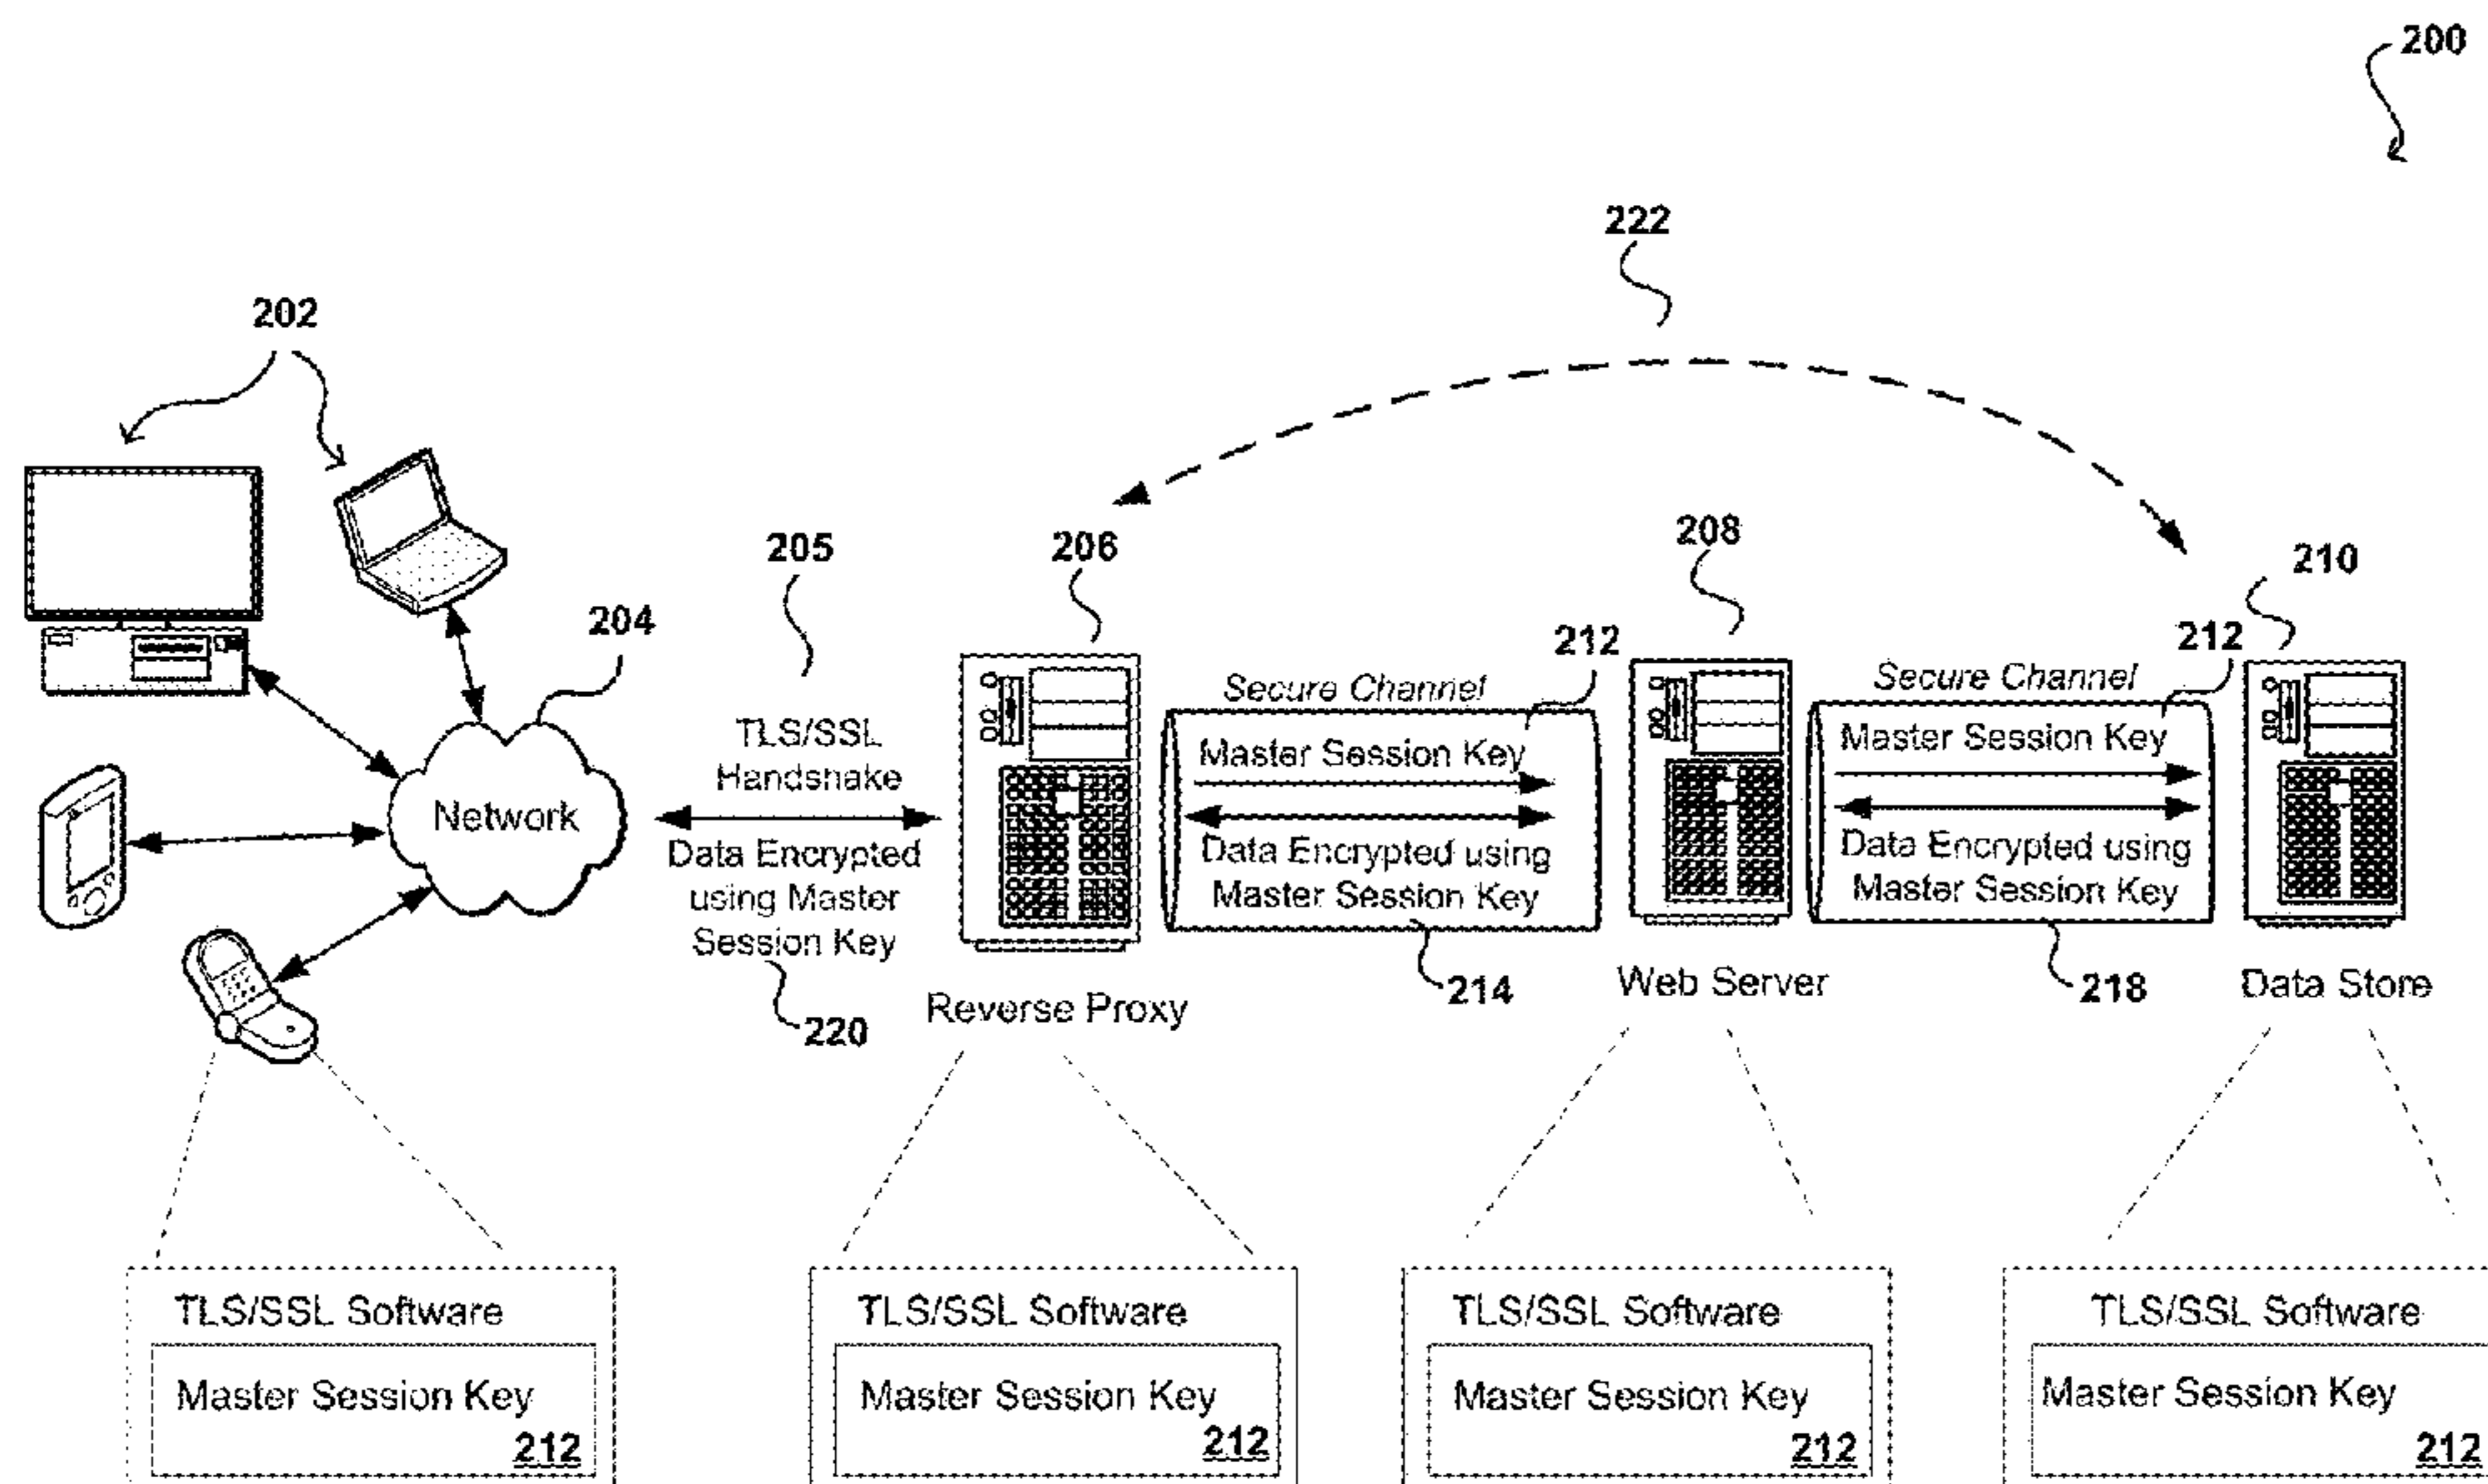 200
222
202
205
206
208
210
204
212
212
Secure Channel
Secure Channel
TLS/SSL
Handshake
Master Session Key
Master Session Key
Network
Data Encrypted
using Master
Session Key
Data Encrypted using
Master Session Key
Data Encrypted using
Master Session Key
220
Reverse Proxy
214
Web Server
218
Data Store
TLS/SSL Software
Master Session Key
212
TLS/SSL Software
Master Session Key
212
TLS/SSL Software
Master Session Key
212
TLS/SSL Software
Master Session Key
212